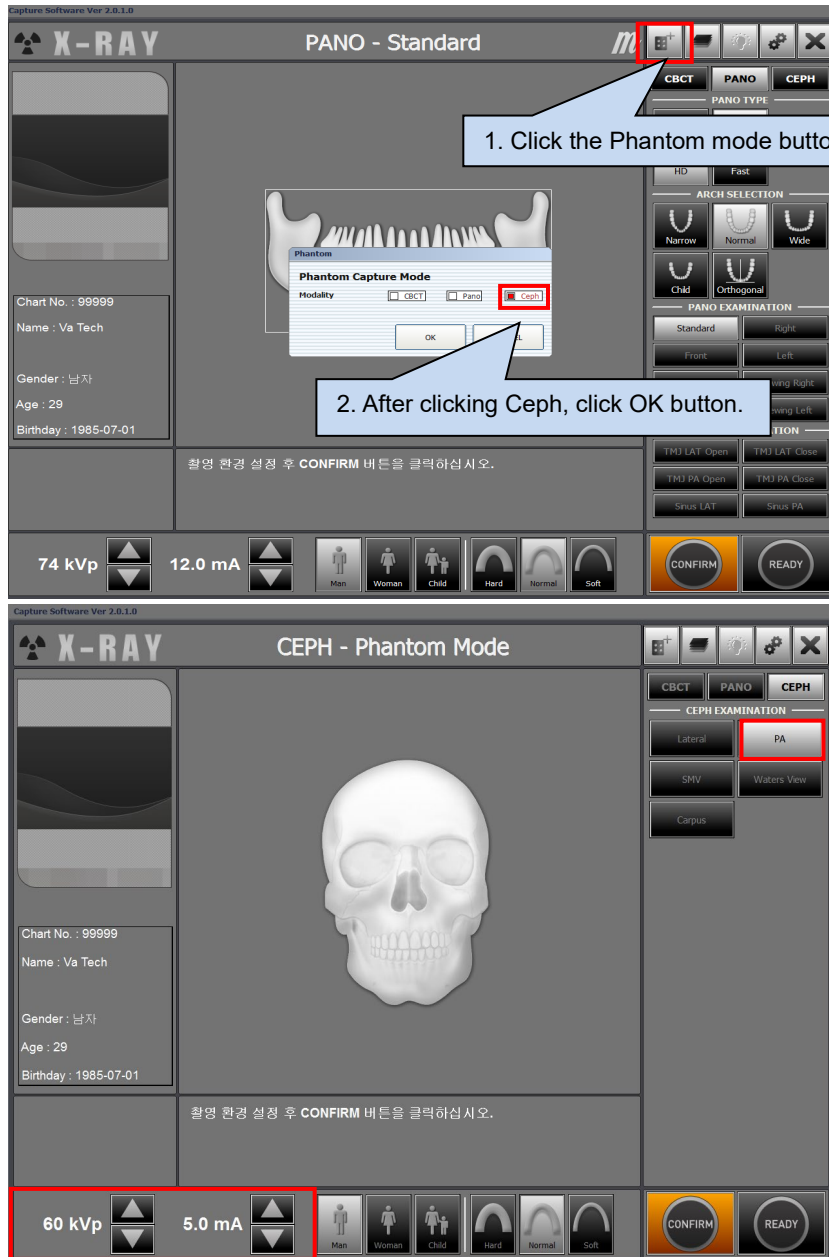 Capture Software Ver 2.0.1.0
X-RAY
PANO - Standard
CBCT PANO CEPH
PANO TYPE
1. Click the Phantom mode butto
HD Fast
ARCH SELECTION
Narrow Normal Wide
Child Orthogonal
Phantom
Phantom Capture Mode
Modality CBCT Pano Ceph
OK
2. After clicking Ceph, click OK button.
Chart No. : 99999
Name : Va Tech
Gender : 남자
Age : 29
Birthday : 1985-07-01
PANO EXAMINATION
Standard Right
Front Left
wing Right
ewing Left
TION
TMJ LAT Open TMJ LAT Close
TMJ PA Open TMJ PA Close
Sinus LAT Sinus PA
촬영 환경 설정 후 CONFIRM 버튼을 클릭하십시오.
74 kVp 12.0 mA
Man Woman Child Hard Normal Soft
CONFIRM READY
Capture Software Ver 2.0.1.0
X-RAY
CEPH - Phantom Mode
CBCT PANO CEPH
CEPH EXAMINATION
Lateral PA
SMV Waters View
Carpus
Chart No. : 99999
Name : Va Tech
Gender : 남자
Age : 29
Birthday : 1985-07-01
촬영 환경 설정 후 CONFIRM 버튼을 클릭하십시오.
60 kVp 5.0 mA
Man Woman Child Hard Normal Soft
CONFIRM READY